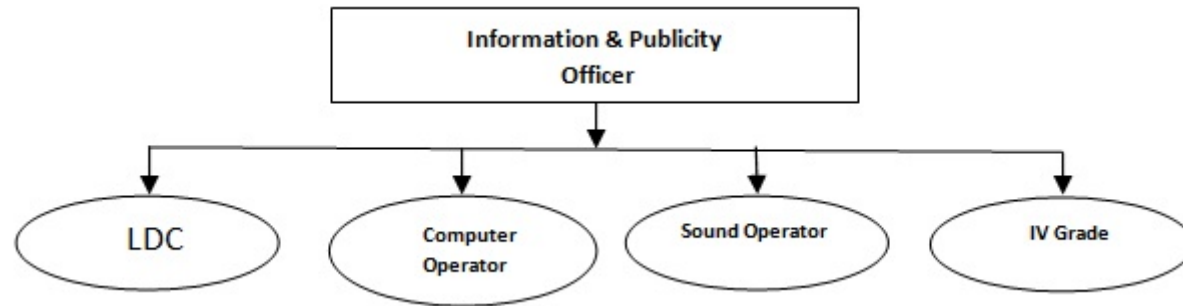 Information & Publicity
Officer
LDC
Computer
Operator
Sound Operator
IV Grade